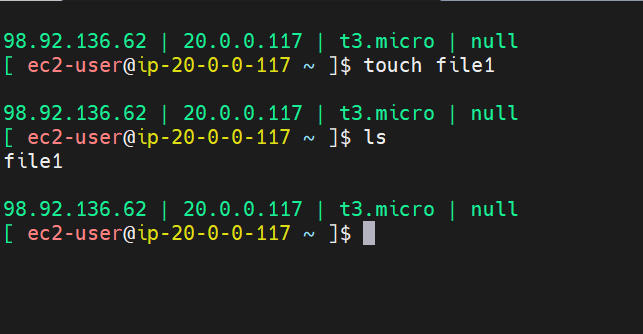 98.92.136.62 | 20.0.0.117 | t3.micro | null
[ ec2-user@ip-20-0-0-117 ~ ]$ touch file1
98.92.136.62 | 20.0.0.117 | t3.micro | null
[ ec2-user@ip-20-0-0-117 ~ ]$ ls
file1
98.92.136.62 | 20.0.0.117 | t3.micro | null
[ ec2-user@ip-20-0-0-117 ~ ]$